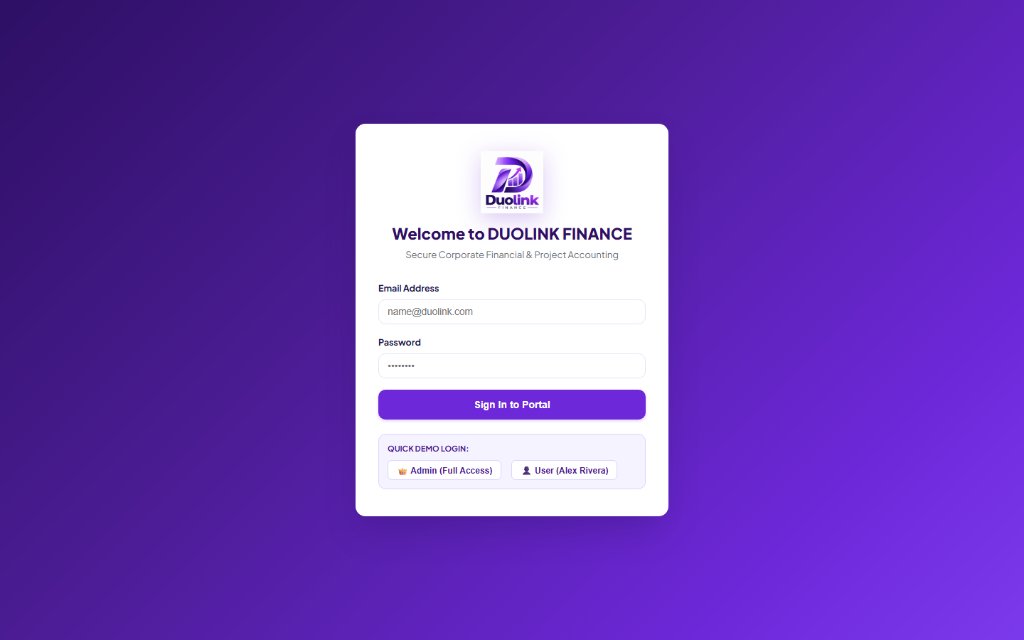 Duolink
FINANCE
Welcome to DUOLINK FINANCE
Secure Corporate Financial & Project Accounting
Email Address
name@duolink.com
Password
••••••••
Sign In to Portal
QUICK DEMO LOGIN:
👑 Admin (Full Access)
👤 User (Alex Rivera)